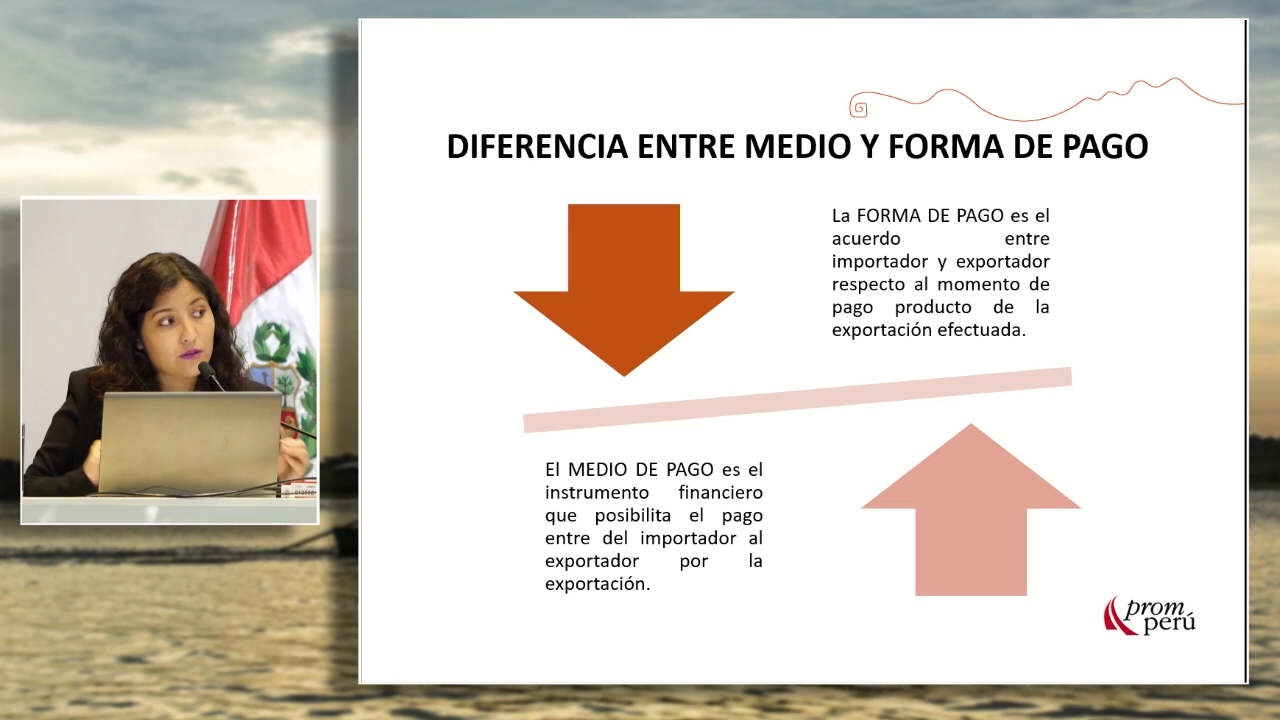 DIFERENCIA ENTRE MEDIO Y FORMA DE PAGO
La FORMA DE PAGO es el
acuerdo entre
importador y exportador
respecto al momento de
pago producto de la
exportación efectuada.
El MEDIO DE PAGO es el
instrumento financiero
que posibilita el pago
entre del importador al
exportador por la
exportación.
prom
perú